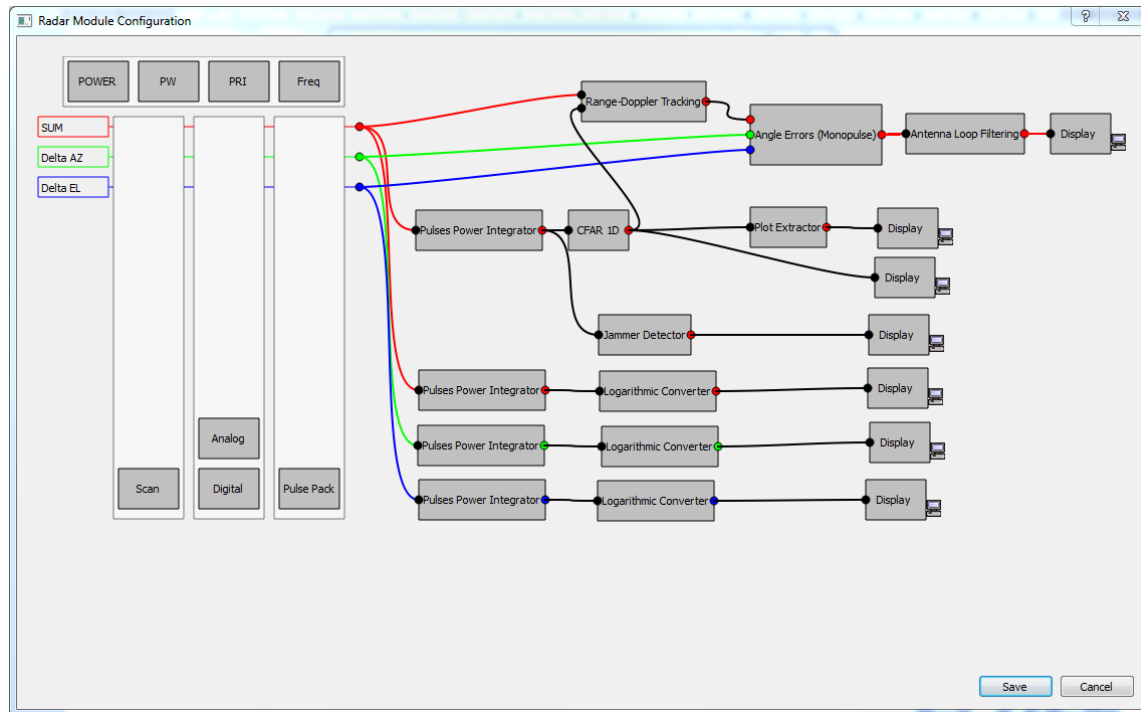 Radar Module Configuration
POWER
PW
PRI
Freq
SUM
Delta AZ
Delta EL
Analog
Scan
Digital
Pulse Pack
Range-Doppler Tracking
Angle Errors (Monopulse)
Antenna Loop Filtering
Display
Pulses Power Integrator
CFAR 1D
Plot Extractor
Display
Display
Jammer Detector
Display
Pulses Power Integrator
Logarithmic Converter
Display
Pulses Power Integrator
Logarithmic Converter
Display
Pulses Power Integrator
Logarithmic Converter
Display
Save
Cancel